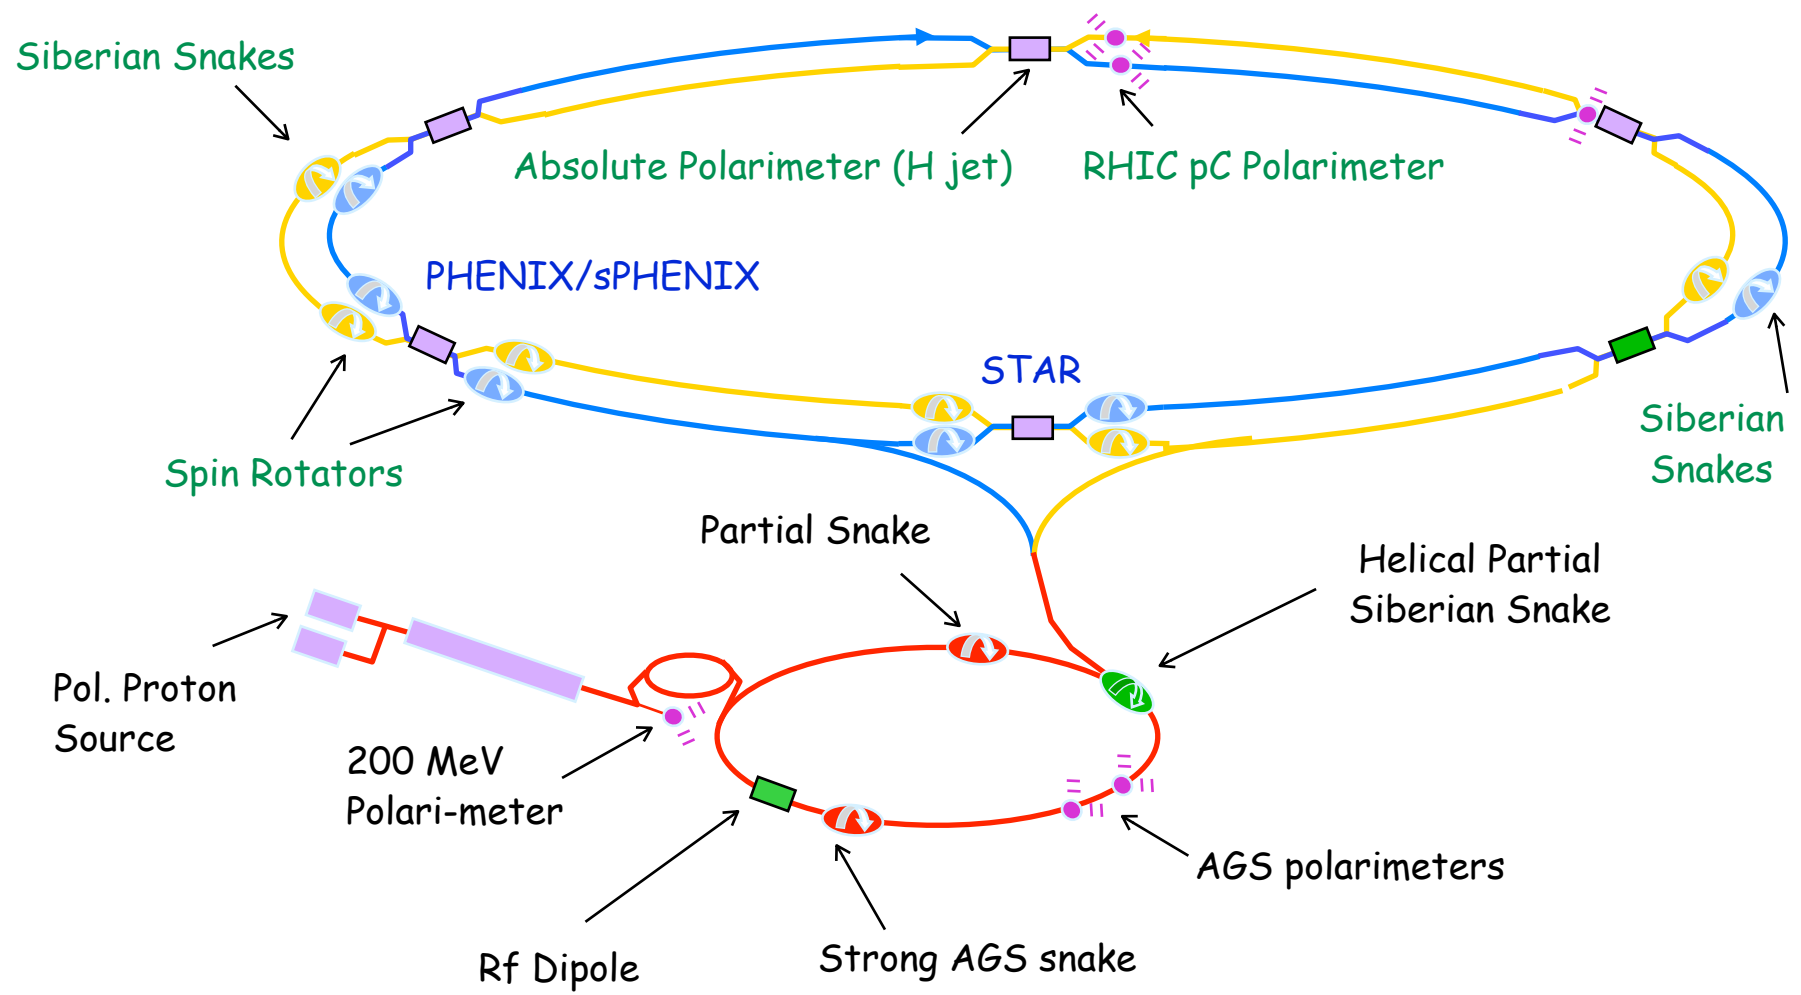 Siberian Snakes
Absolute Polarimeter (H jet)
RHIC pC Polarimeter
PHENIX/sPHENIX
STAR
Siberian
Snakes
Spin Rotators
Partial Snake
Helical Partial
Siberian Snake
Pol. Proton
Source
200 MeV
Polari-meter
AGS polarimeters
Rf Dipole
Strong AGS snake